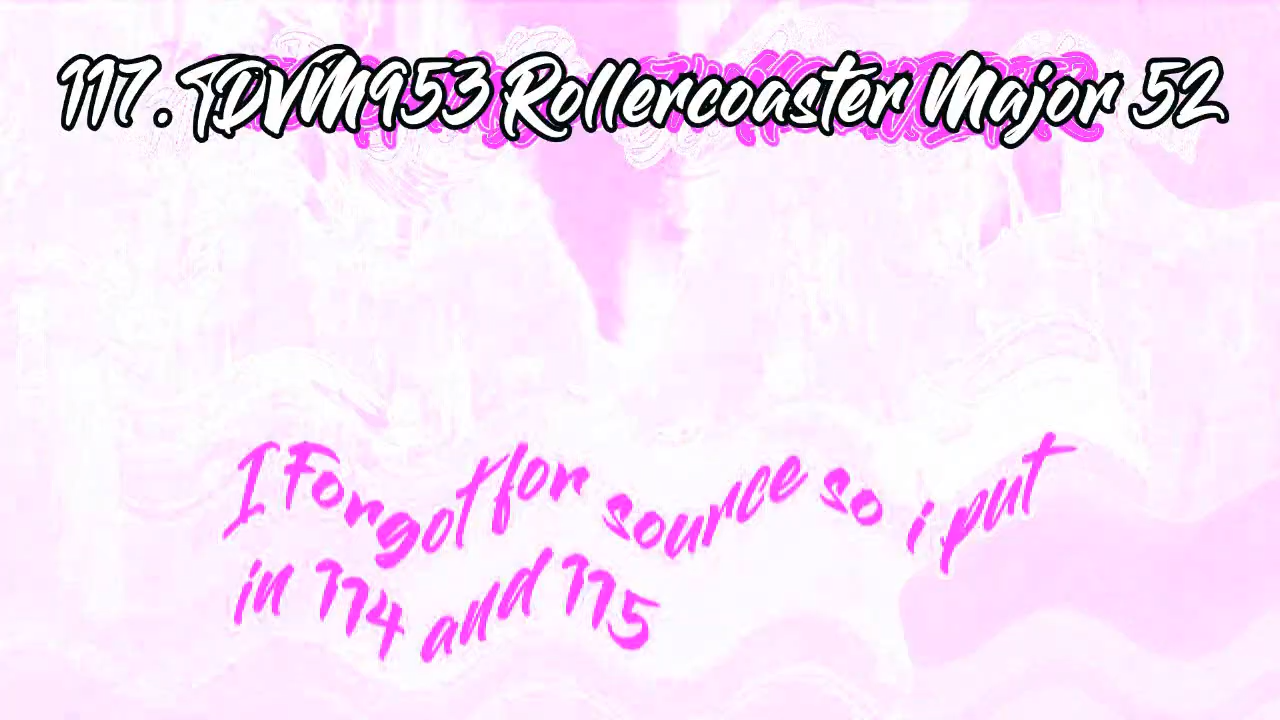 117. TDVM953 Rollercoaster Major 52
I Forgot for source so i put
in 114 and 115